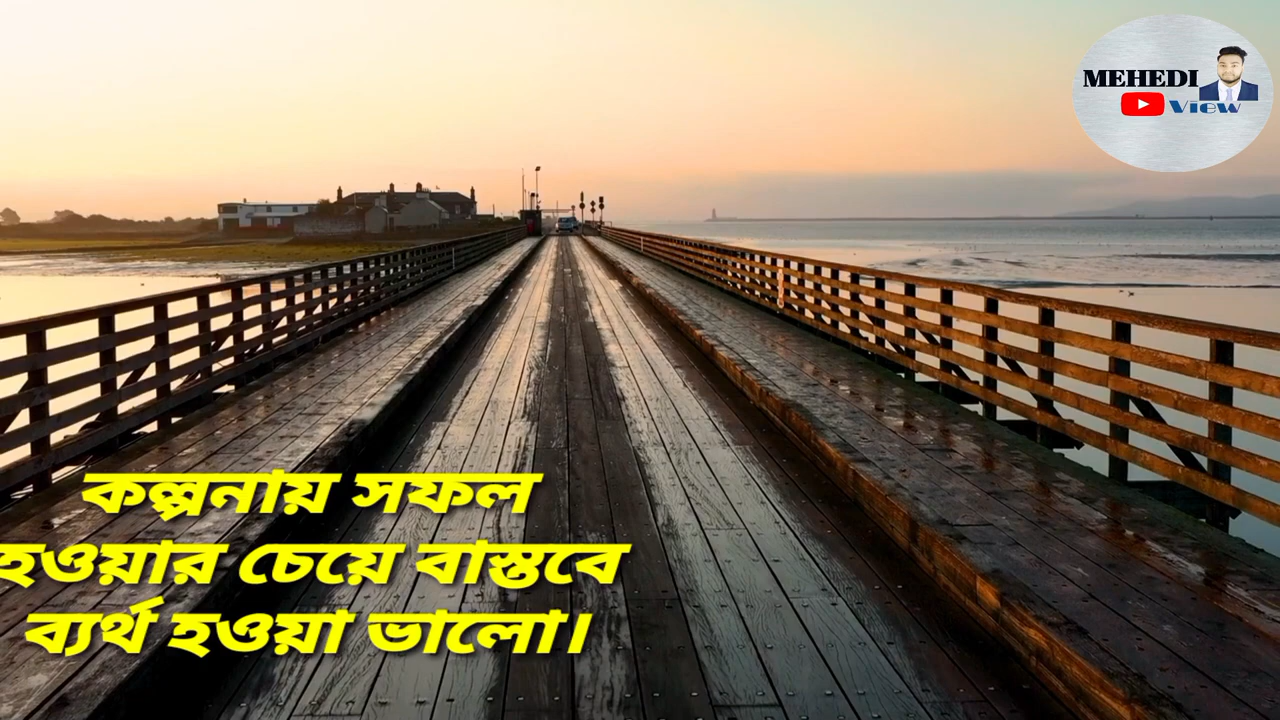 MEHEDI
View
কল্পনায় সফল
হওয়ার চেয়ে বাস্তবে
ব্যর্থ হওয়া ভালো।